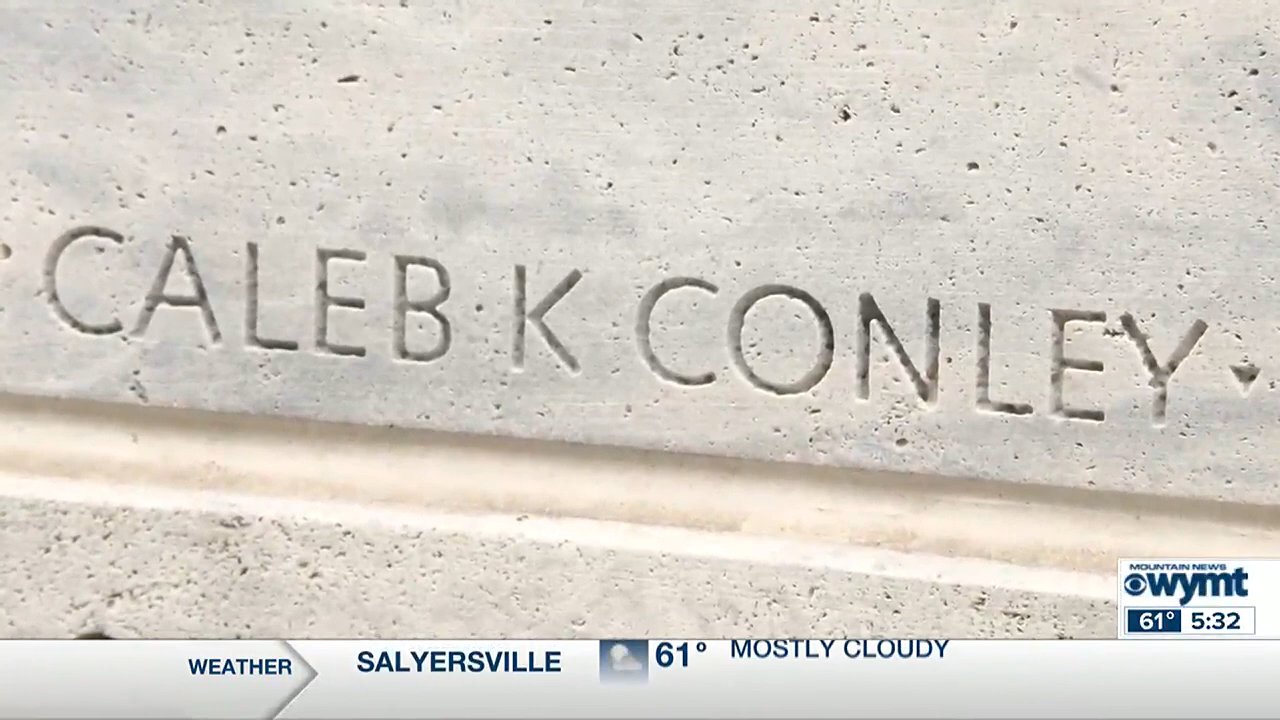 CALEB K CONLEY
MOUNTAIN NEWS
wymt
61° 5:32
WEATHER SALYERSVILLE 61° MOSTLY CLOUDY